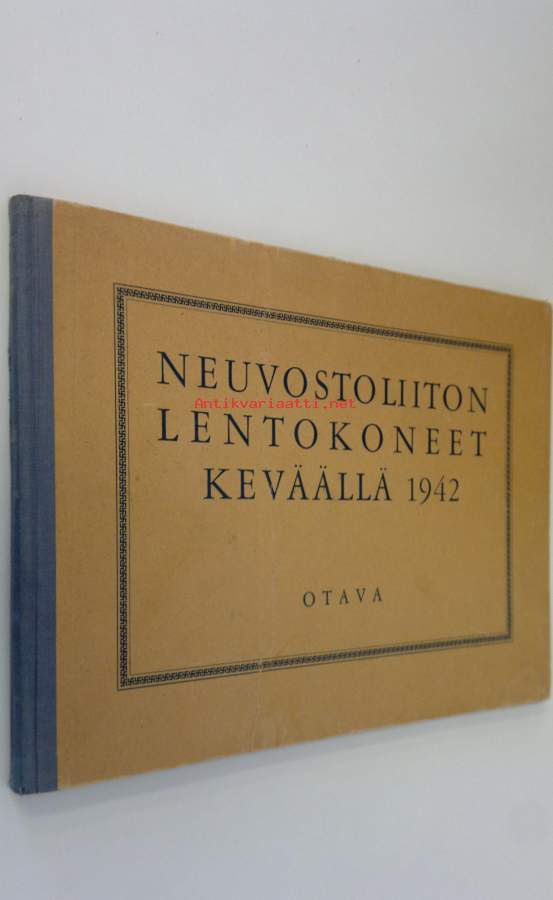 NEUVOSTOLIITON
Antikvariaatti.net
LENTOKONEET
KEVÄÄLLÄ 1942
OTAVA